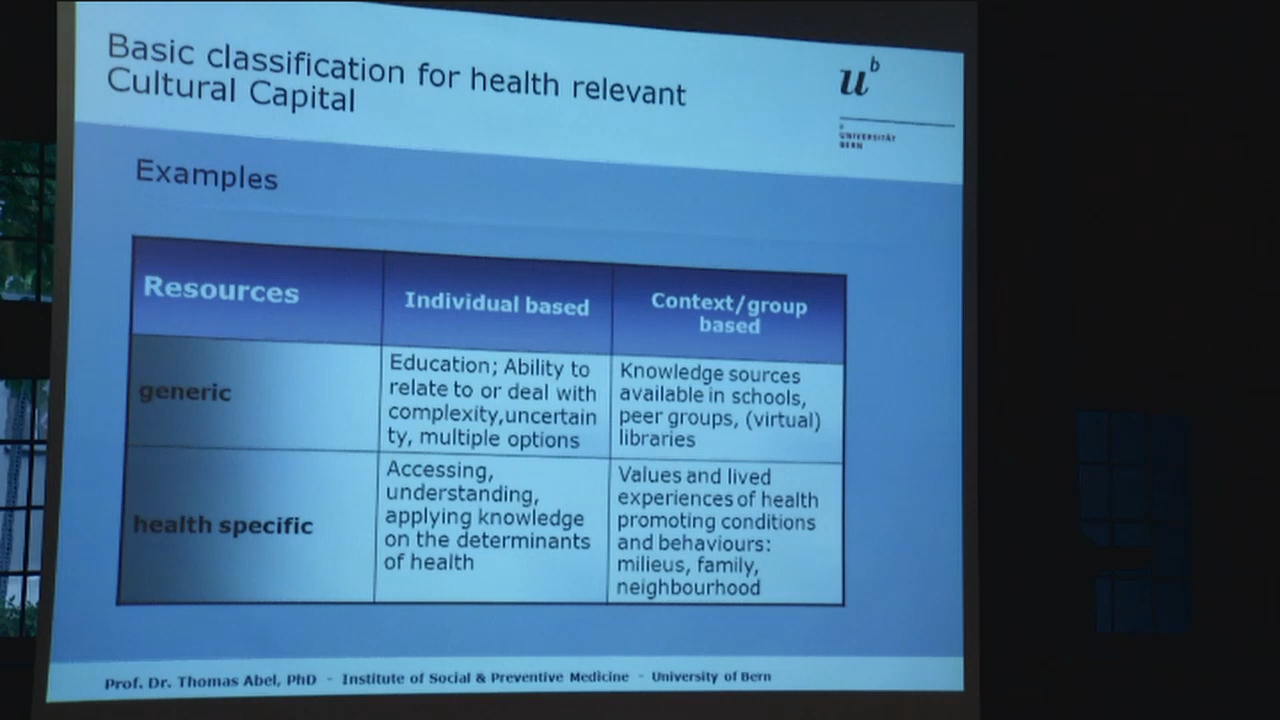 Basic classification for health relevant
Cultural Capital
u b
b
UNIVERSITÄT
BERN
Examples
Resources
Individual based
Context/group
based
generic
Education; Ability to
relate to or deal with
complexity,uncertain
ty, multiple options
Knowledge sources
available in schools,
peer groups, (virtual)
libraries
health specific
Accessing,
understanding,
applying knowledge
on the determinants
of health
Values and lived
experiences of health
promoting conditions
and behaviours:
milieus, family,
neighbourhood
Prof. Dr. Thomas Abel, PhD - Institute of Social & Preventive Medicine - University of Bern